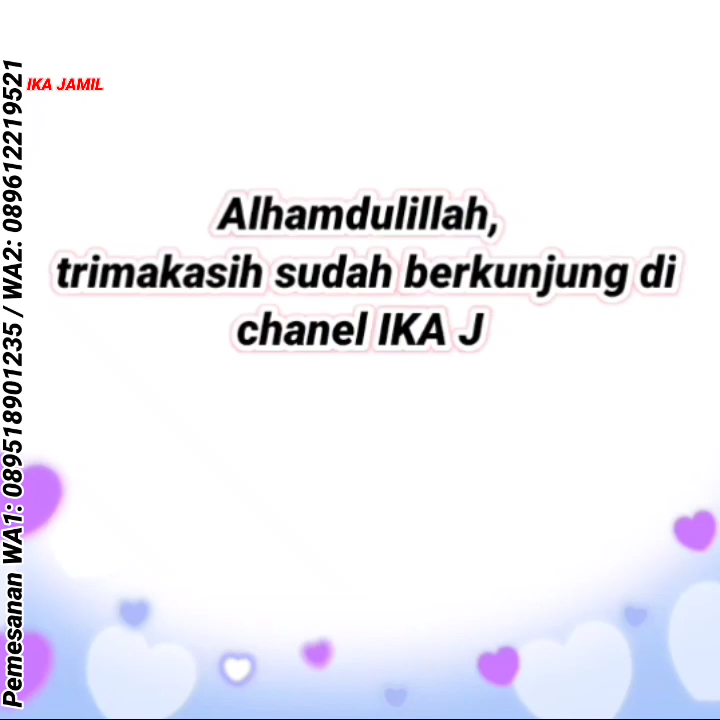 IKA JAMIL
Alhamdulillah,
trimakasih sudah berkunjung di
chanel IKA J
Pemesanan WA1: 089518901235 / WA2: 089612219521